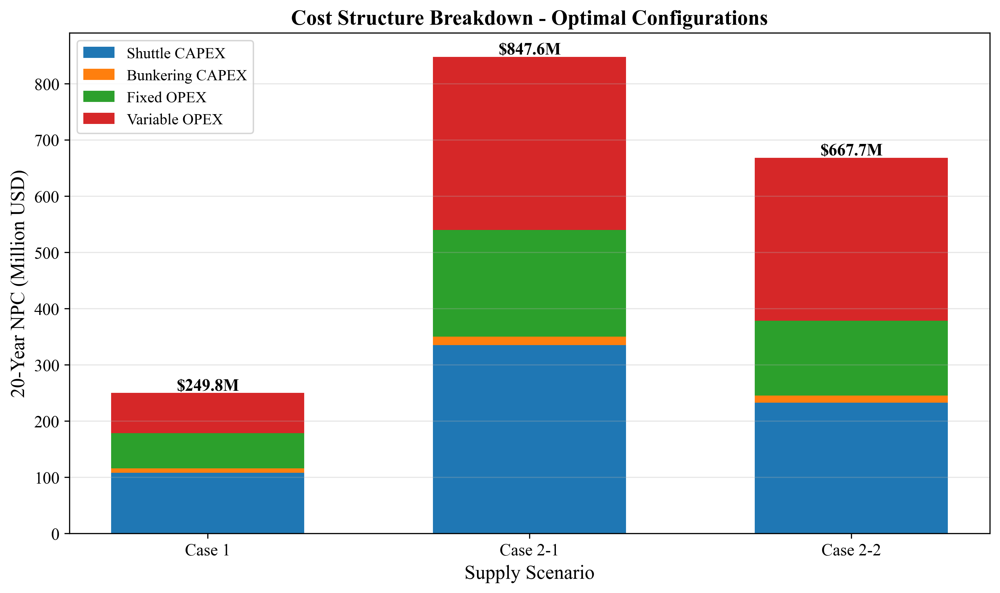 Cost Structure Breakdown - Optimal Configurations
Shuttle CAPEX
Bunkering CAPEX
Fixed OPEX
Variable OPEX
$249.8M
$847.6M
$667.7M
20-Year NPC (Million USD)
800
700
600
500
400
300
200
100
0
Case 1
Case 2-1
Case 2-2
Supply Scenario